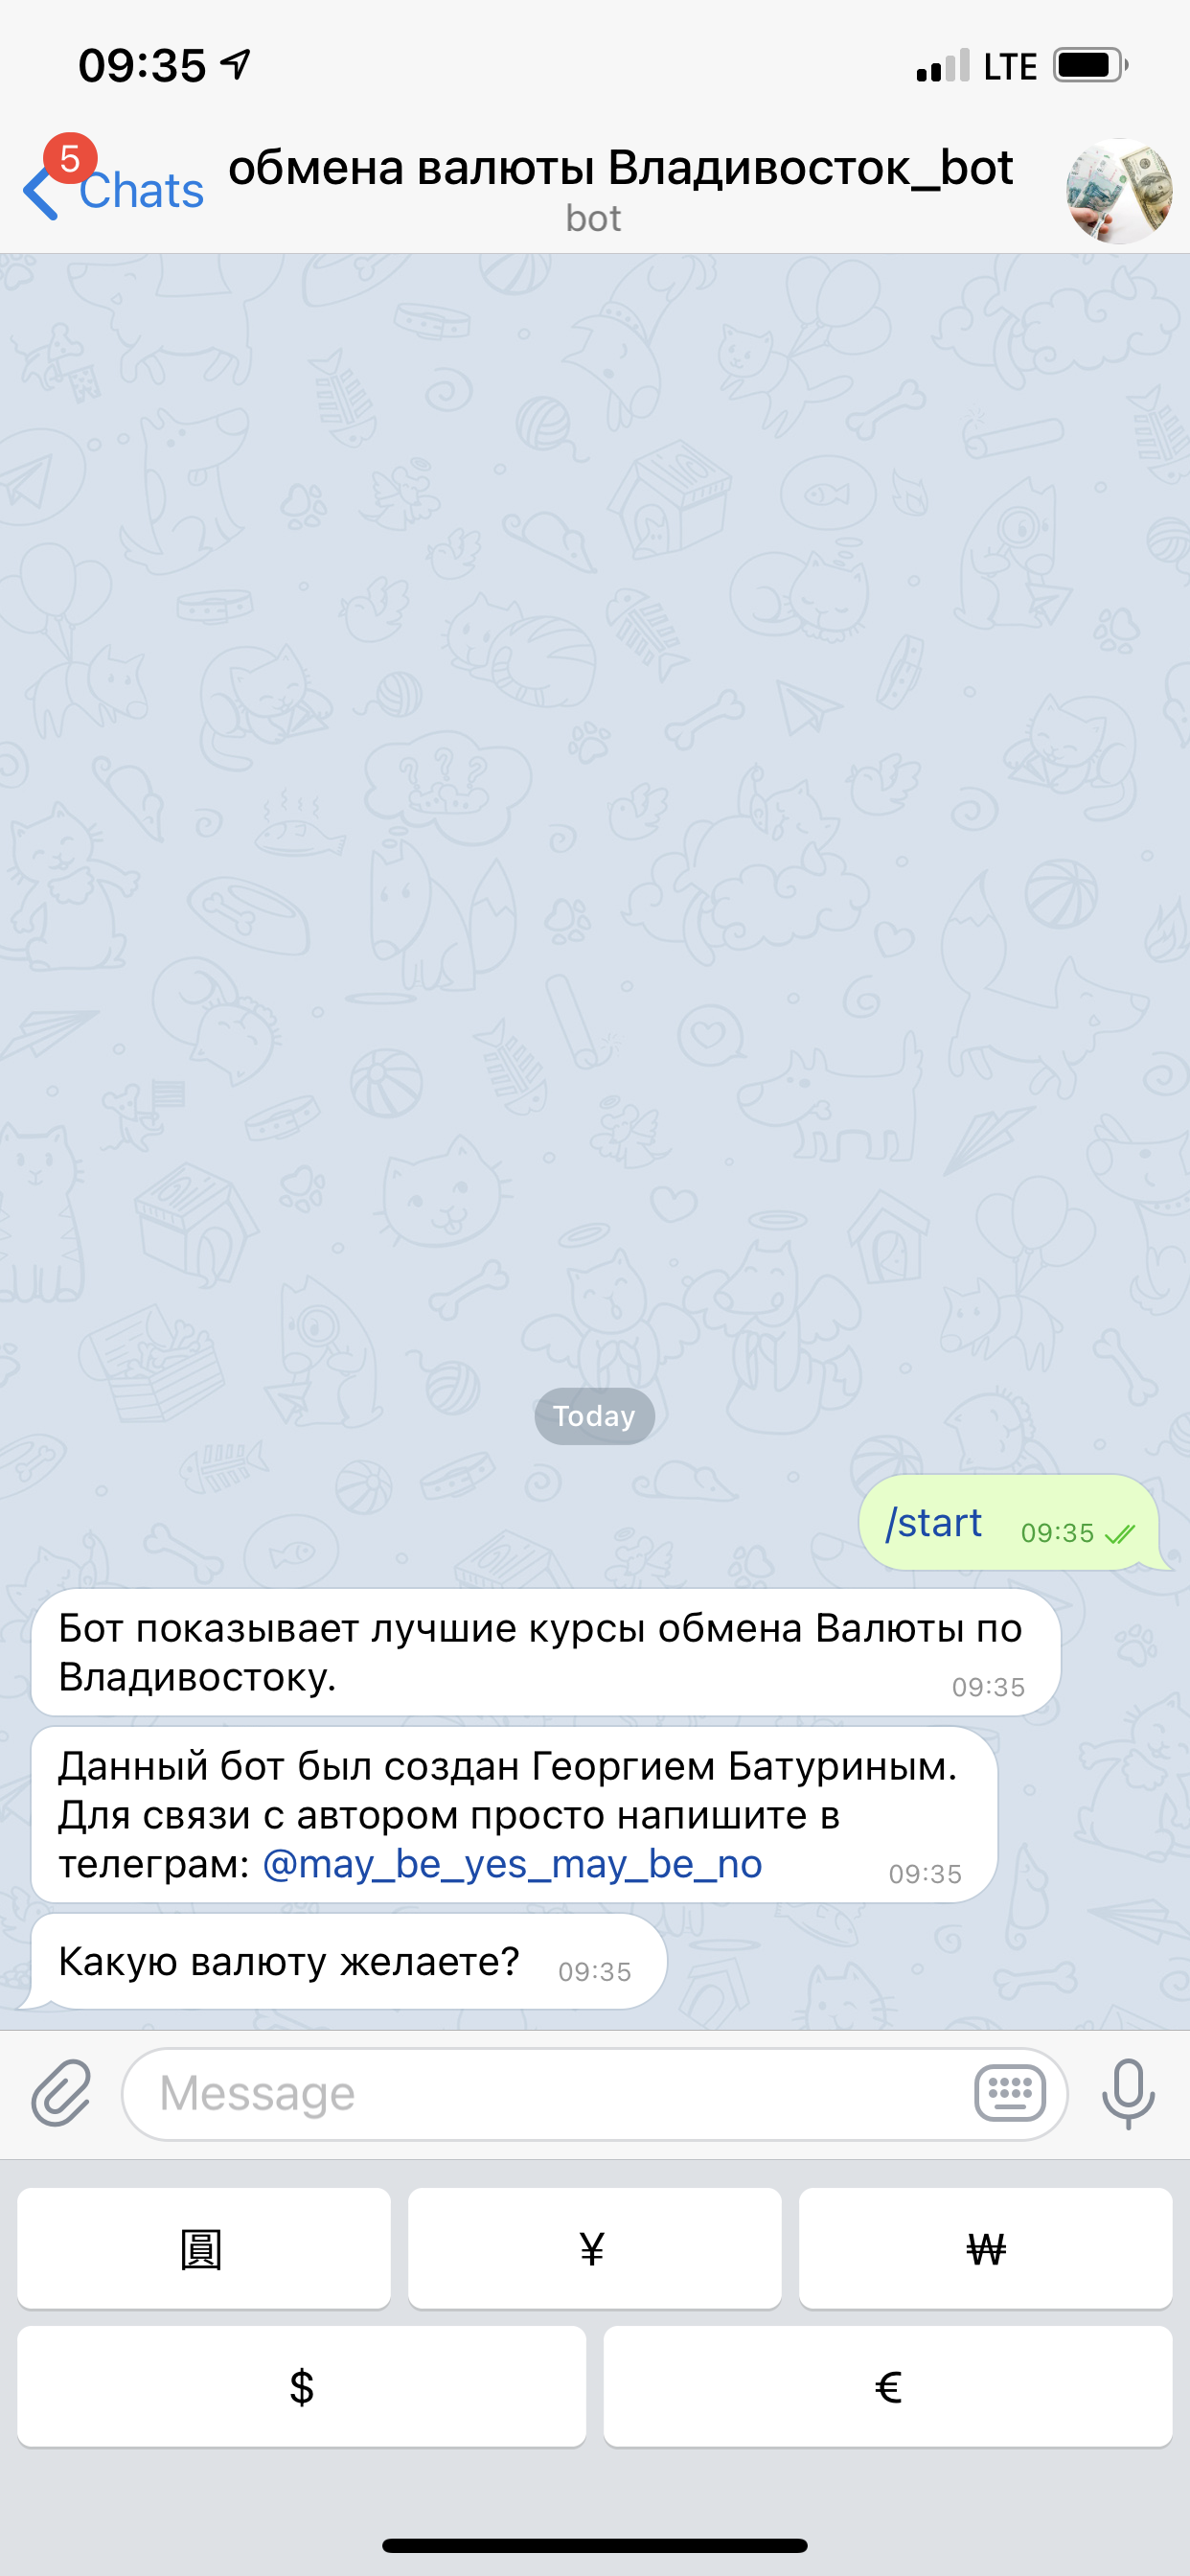 09:35 LTE
5
Chats
обмена валюты Владивосток_bot
bot
Today
/start 09:35
Бот показывает лучшие курсы обмена Валюты по
Владивостоку. 09:35
Данный бот был создан Георгием Батуриным.
Для связи с автором просто напишите в
телеграм: @may_be_yes_may_be_no 09:35
Какую валюту желаете? 09:35
Message
圓 ¥ ₩
$ €